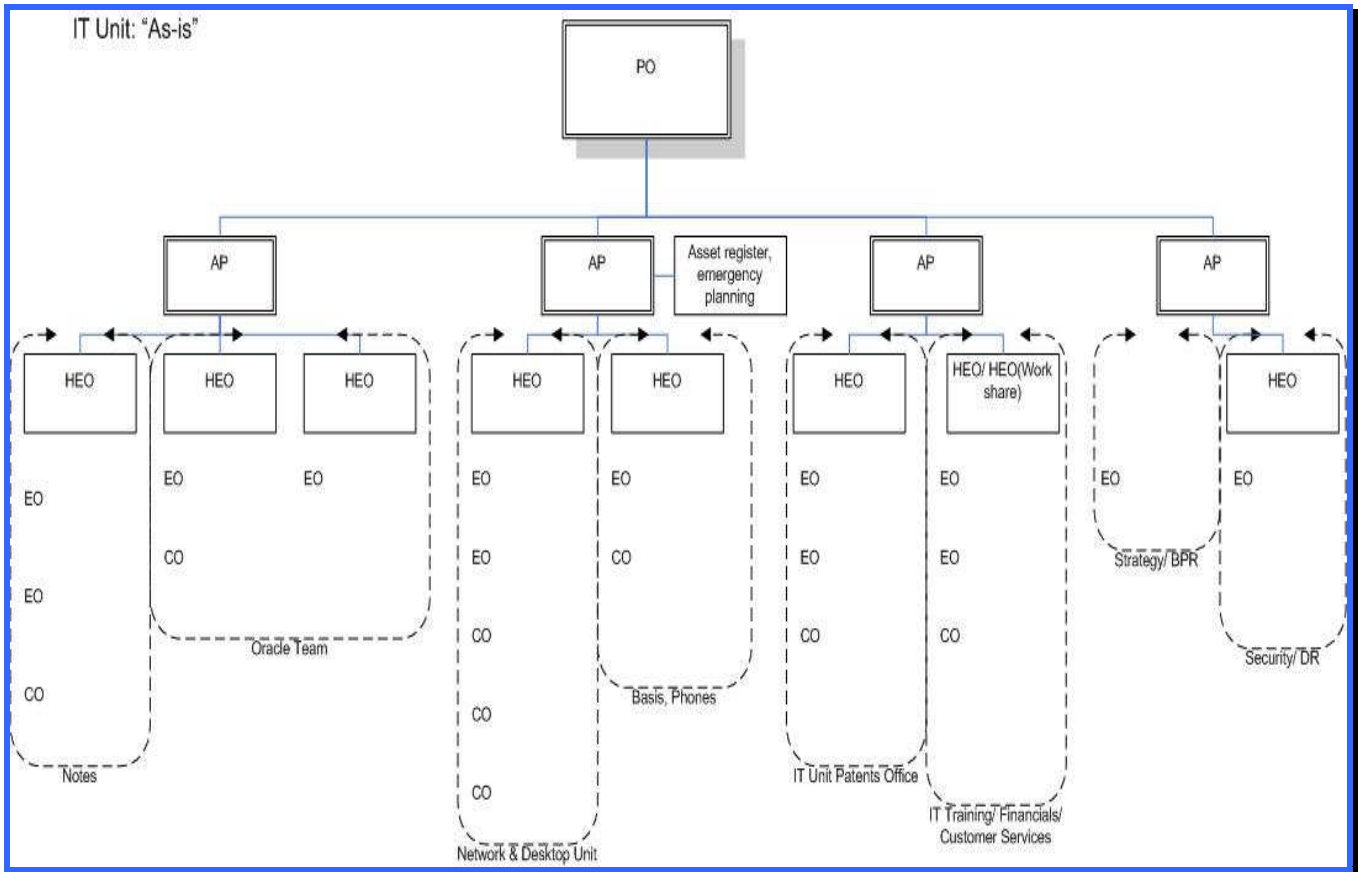 IT Unit: “As-is”
PO
AP
AP
Asset register,
emergency
planning
AP
AP
HEO
HEO
HEO
HEO
HEO
HEO
HEO/ HEO(Work
share)
HEO
EO
EO
CO
Notes
EO
EO
CO
Oracle Team
EO
EO
CO
CO
CO
Network & Desktop Unit
EO
CO
Basis, Phones
EO
EO
CO
IT Unit Patents Office
EO
EO
CO
IT Training/ Financials/
Customer Services
EO
Strategy/ BPR
EO
Security/ DR